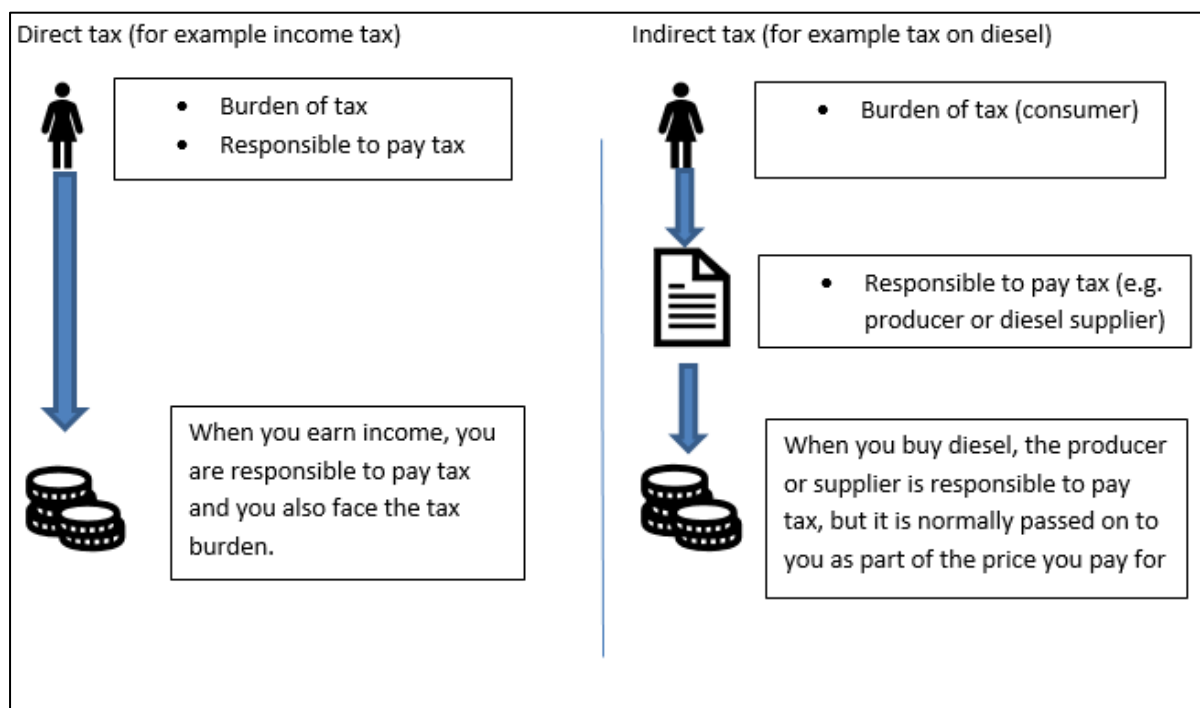 Direct tax (for example income tax)
• Burden of tax
• Responsible to pay tax
When you earn income, you
are responsible to pay tax
and you also face the tax
burden.
Indirect tax (for example tax on diesel)
• Burden of tax (consumer)
• Responsible to pay tax (e.g.
producer or diesel supplier)
When you buy diesel, the producer
or supplier is responsible to pay
tax, but it is normally passed on to
you as part of the price you pay for